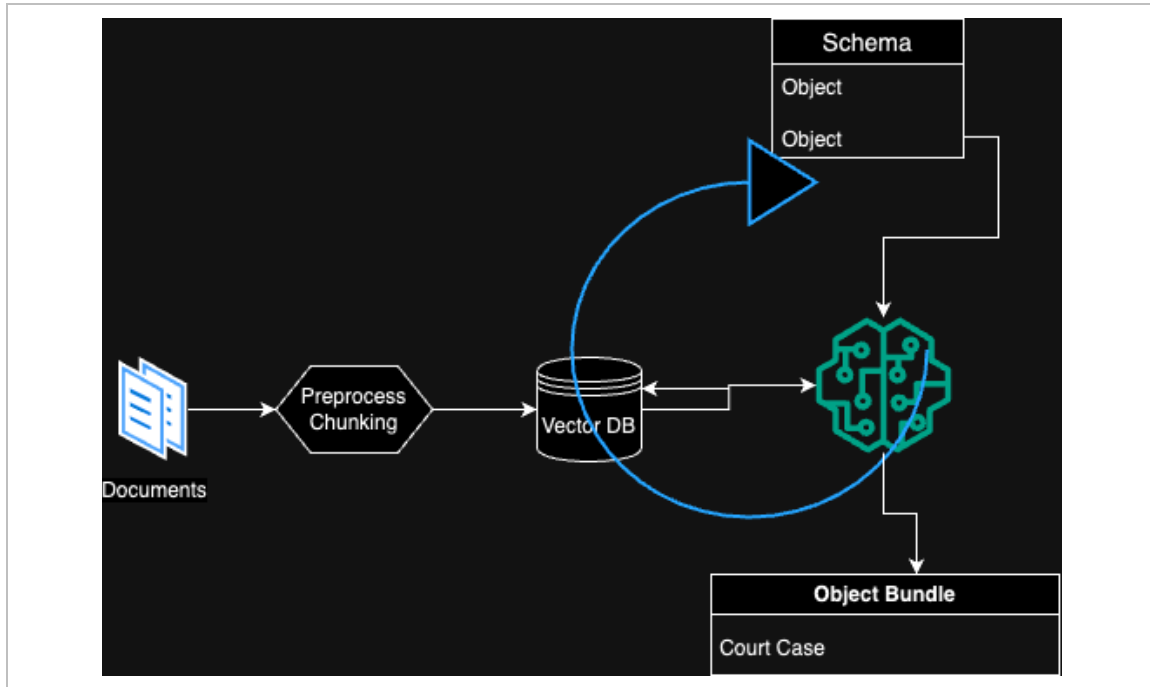 Schema
Object
Object
Preprocess
Chunking
Vector DB
Documents
Object Bundle
Court Case